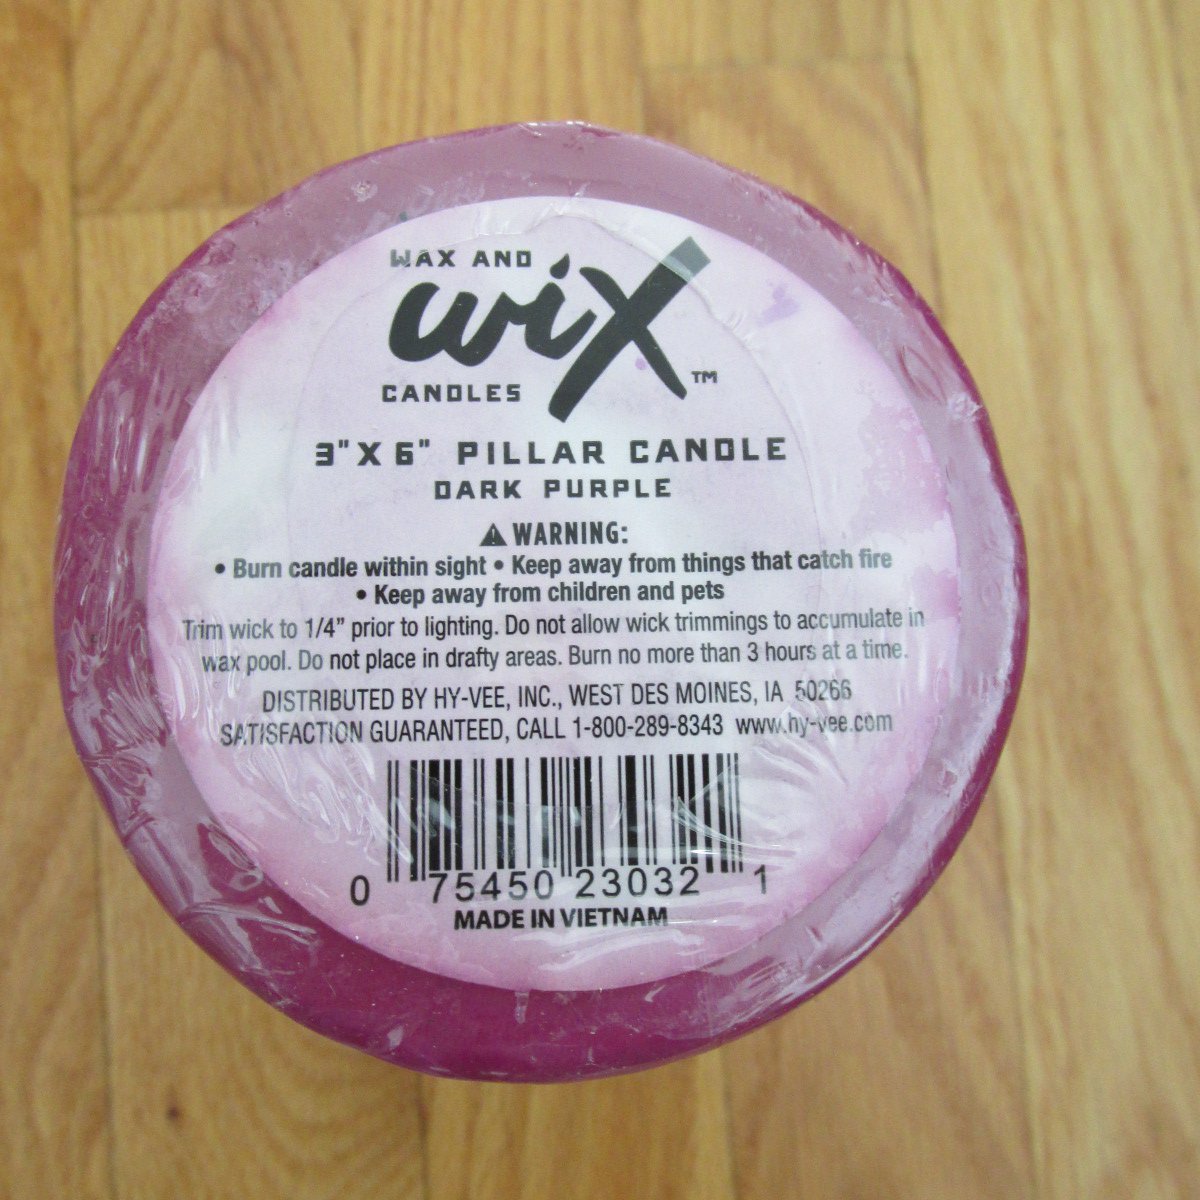 WAX AND
wix
CANDLES ™
3" X 6" PILLAR CANDLE
DARK PURPLE
⚠ WARNING:
• Burn candle within sight • Keep away from things that catch fire
• Keep away from children and pets
Trim wick to 1/4” prior to lighting. Do not allow wick trimmings to accumulate in
wax pool. Do not place in drafty areas. Burn no more than 3 hours at a time.
DISTRIBUTED BY HY-VEE, INC., WEST DES MOINES, IA 50266
SATISFACTION GUARANTEED, CALL 1-800-289-8343 www.hy-vee.com
0 75450 23032 1
MADE IN VIETNAM